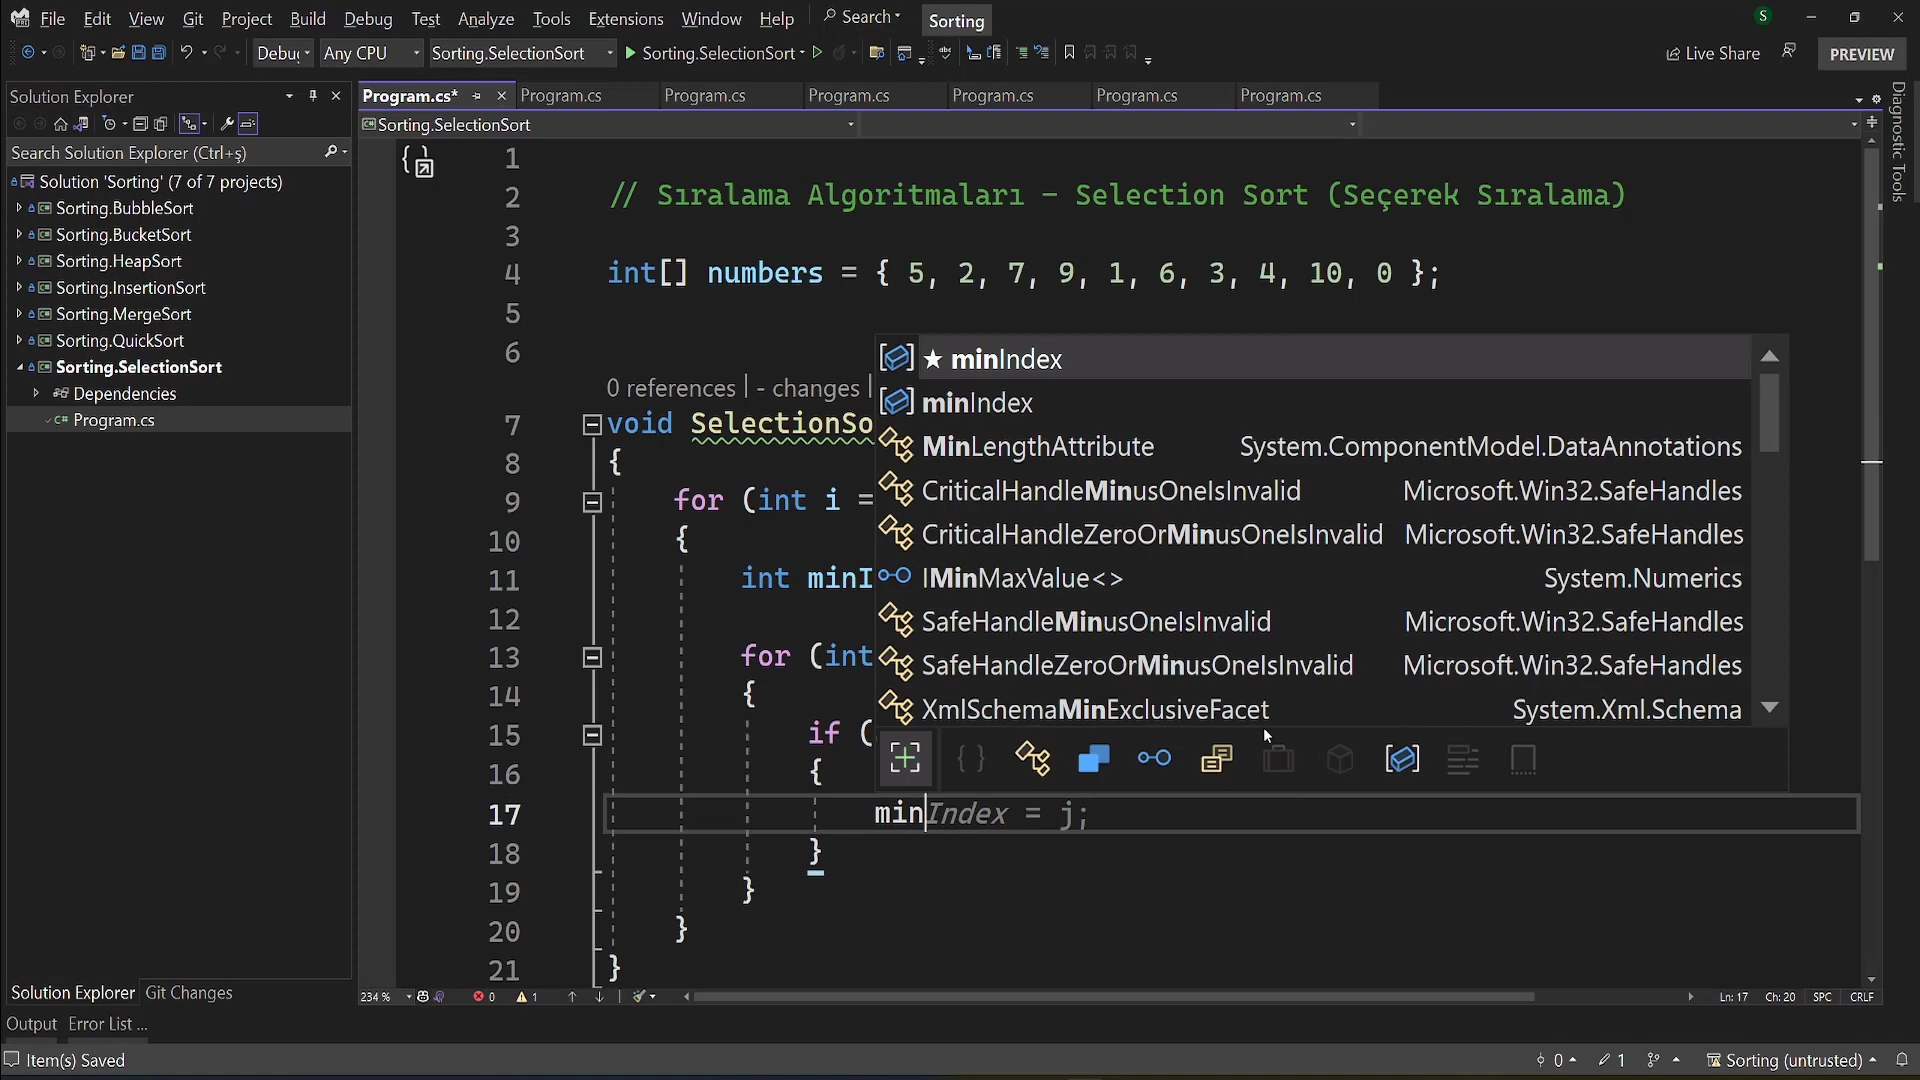 File Edit View Git Project Build Debug Test Analyze Tools Extensions Window Help Search Sorting S
Debug Any CPU Sorting.SelectionSort Sorting.SelectionSort Live Share PREVIEW
Solution Explorer
Search Solution Explorer (Ctrl+ş)
Solution 'Sorting' (7 of 7 projects)
Sorting.BubbleSort
Sorting.BucketSort
Sorting.HeapSort
Sorting.InsertionSort
Sorting.MergeSort
Sorting.QuickSort
Sorting.SelectionSort
Dependencies
C# Program.cs
Solution Explorer Git Changes
Output Error List ...
Program.cs* Program.cs Program.cs Program.cs Program.cs Program.cs Program.cs
Sorting.SelectionSort
Diagnostic Tools
1
2 // Sıralama Algoritmaları - Selection Sort (Seçerek Sıralama)
3
4 int[] numbers = { 5, 2, 7, 9, 1, 6, 3, 4, 10, 0 };
5
6
0 references | - changes |
7 void SelectionSo
8 {
9 for (int i =
10 {
11 int minI
12
13 for (int
14 {
15 if (
16 {
17 minIndex = j;
18 }
19 }
20 }
21 }
★ minIndex
minIndex
MinLengthAttribute System.ComponentModel.DataAnnotations
CriticalHandleMinusOneIsInvalid Microsoft.Win32.SafeHandles
CriticalHandleZeroOrMinusOneIsInvalid Microsoft.Win32.SafeHandles
IMinMaxValue<> System.Numerics
SafeHandleMinusOneIsInvalid Microsoft.Win32.SafeHandles
SafeHandleZeroOrMinusOneIsInvalid Microsoft.Win32.SafeHandles
XmlSchemaMinExclusiveFacet System.Xml.Schema
234 % 0 1 Ln: 17 Ch: 20 SPC CRLF
Item(s) Saved 0 1 Sorting (untrusted)